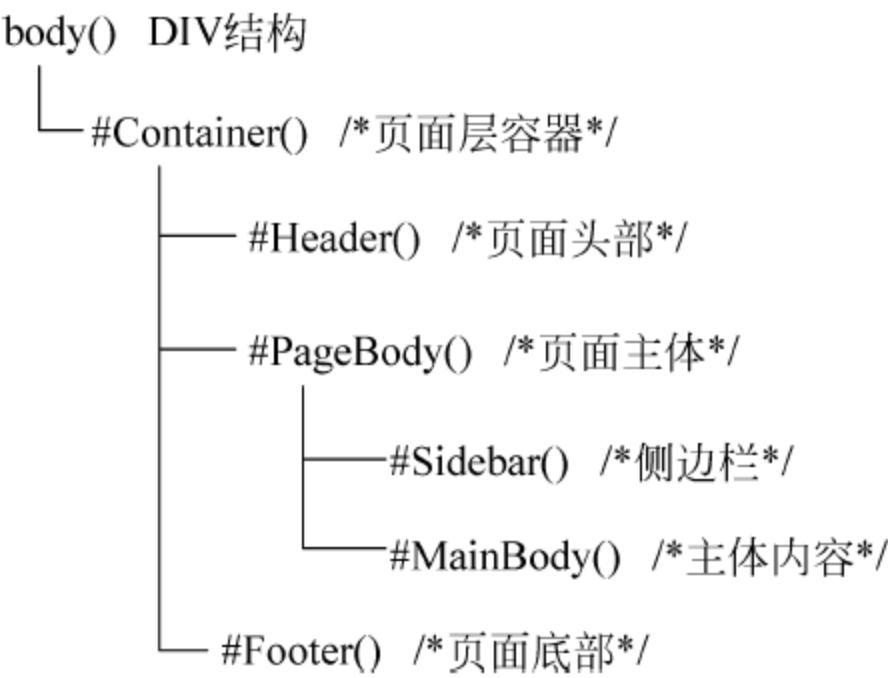 body() DIV结构
#Container() /*页面层容器*/
#Header() /*页面头部*/
#PageBody() /*页面主体*/
#Sidebar() /*侧边栏*/
#MainBody() /*主体内容*/
#Footer() /*页面底部*/